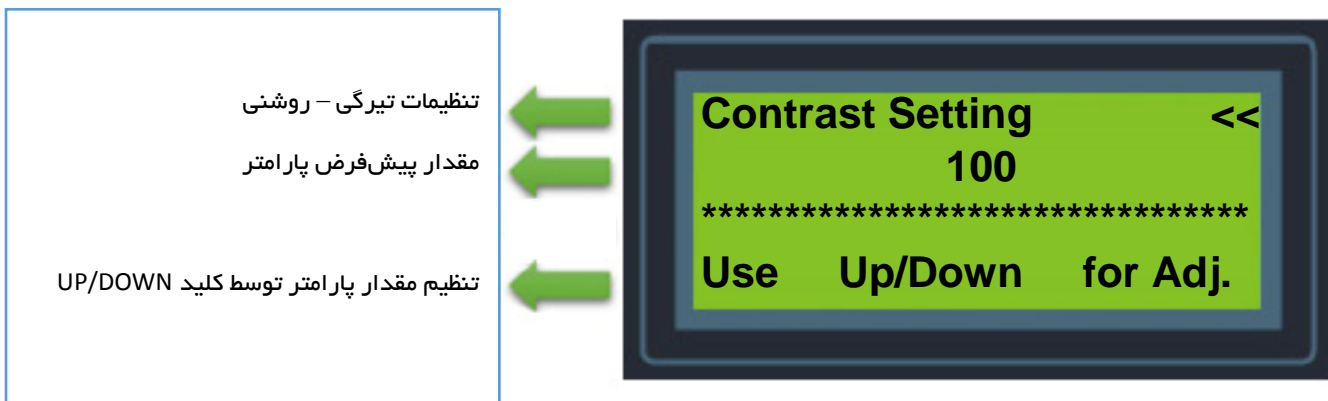 تنظیمات تیرگی – روشنی
مقدار پیش‌فرض پارامتر
تنظیم مقدار پارامتر توسط کلید UP/DOWN
Contrast Setting <<
100
*********************************
Use Up/Down for Adj.